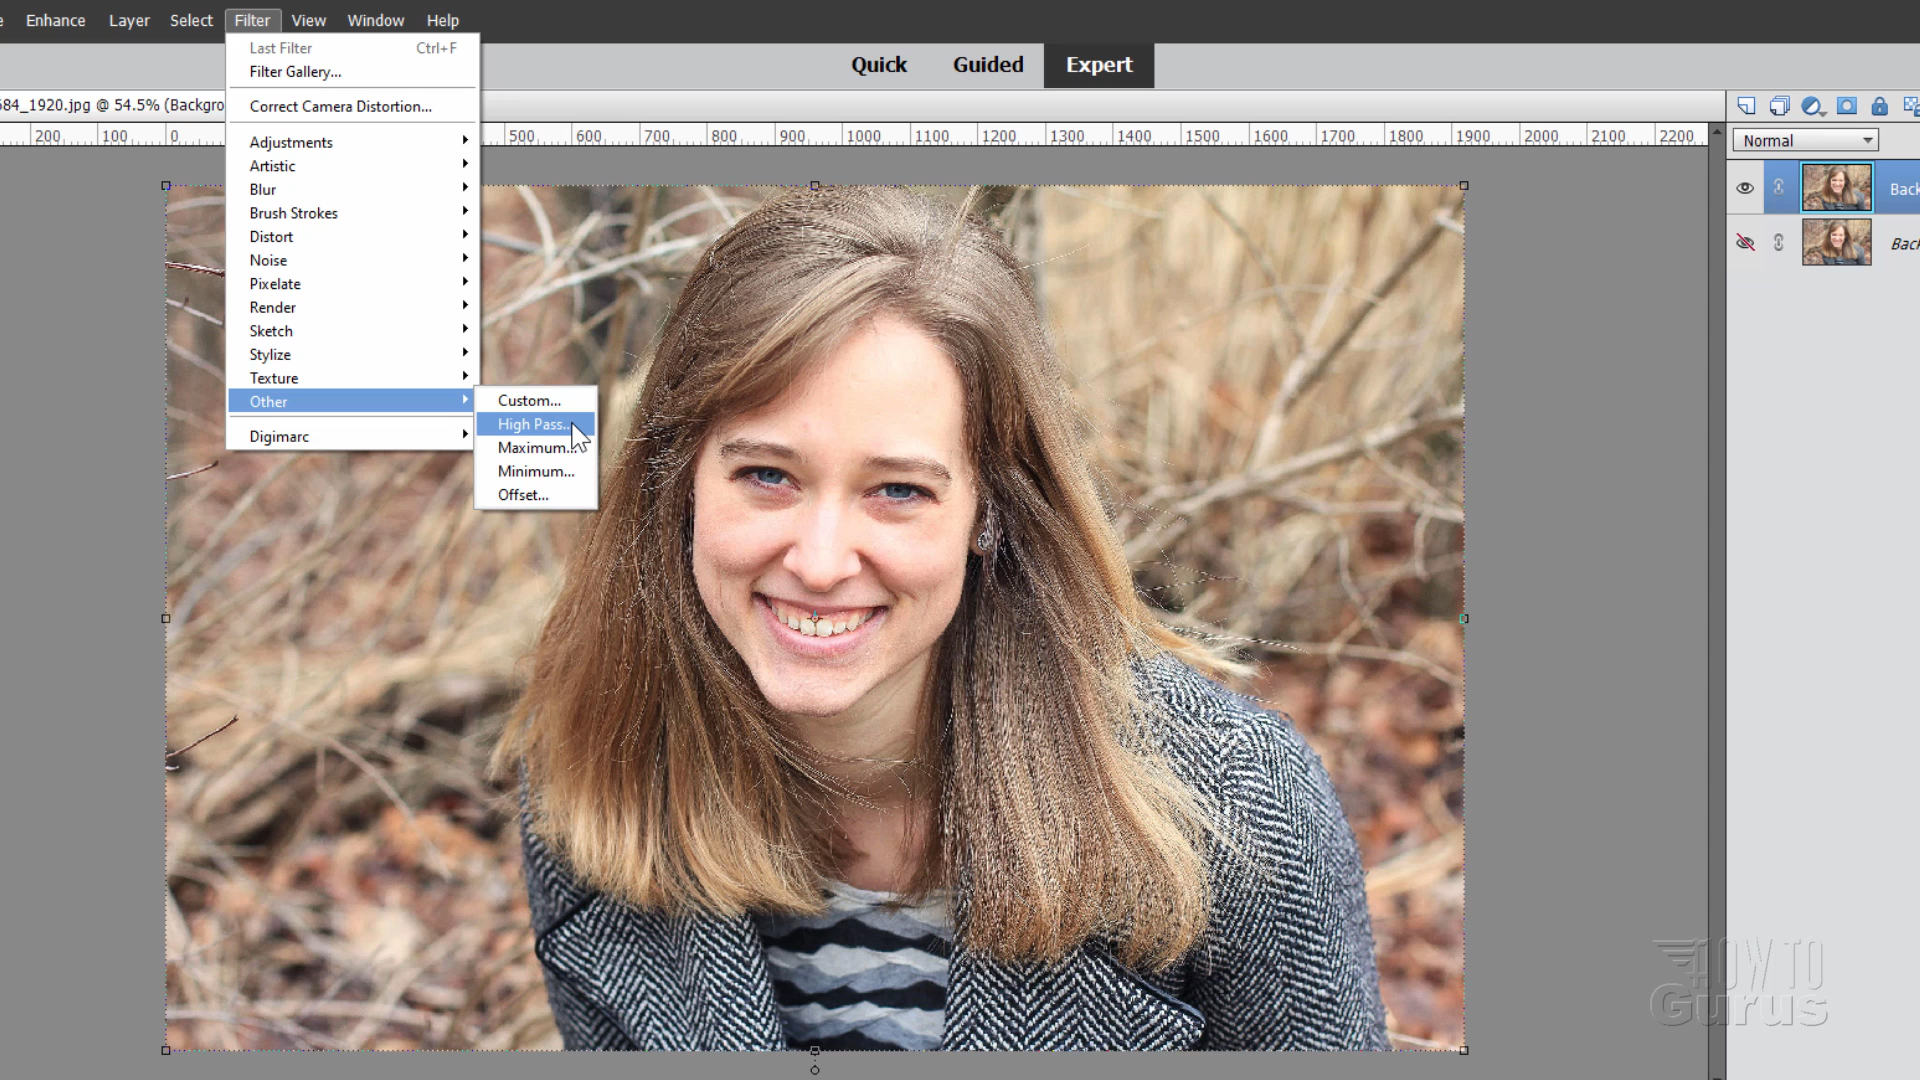 Enhance Layer Select Filter View Window Help
Last Filter Ctrl+F
Filter Gallery...
Quick Guided Expert
Correct Camera Distortion...
584_1920.jpg @ 54.5% (Backgro
200 100 0 500 600 700 800 900 1000 1100 1200 1300 1400 1500 1600 1700 1800 1900 2000 2100 2200
Normal
Adjustments
Artistic
Blur
Back
Brush Strokes
Distort
Back
Noise
Pixelate
Render
Sketch
Stylize
Texture
Other
Custom...
High Pass...
Digimarc
Maximum...
Minimum...
Offset...
HOW TO
Gurus